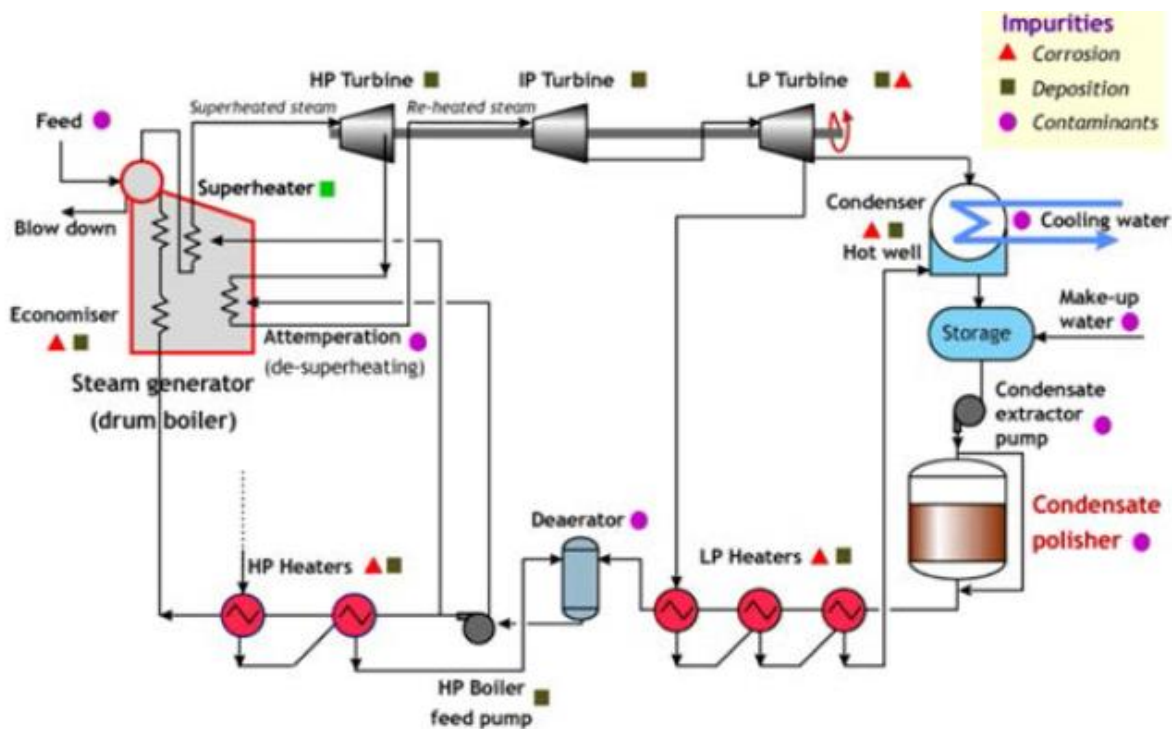 Impurities
Corrosion
Deposition
Contaminants
HP Turbine
IP Turbine
LP Turbine
Superheated steam
Re-heated steam
Feed
Superheater
Blow down
Condenser
Cooling water
Hot well
Economiser
Attemperation
(de-superheating)
Make-up
water
Storage
Steam generator
(drum boiler)
Condensate
extractor
pump
Condensate
polisher
Deaerator
HP Heaters
LP Heaters
HP Boiler
feed pump